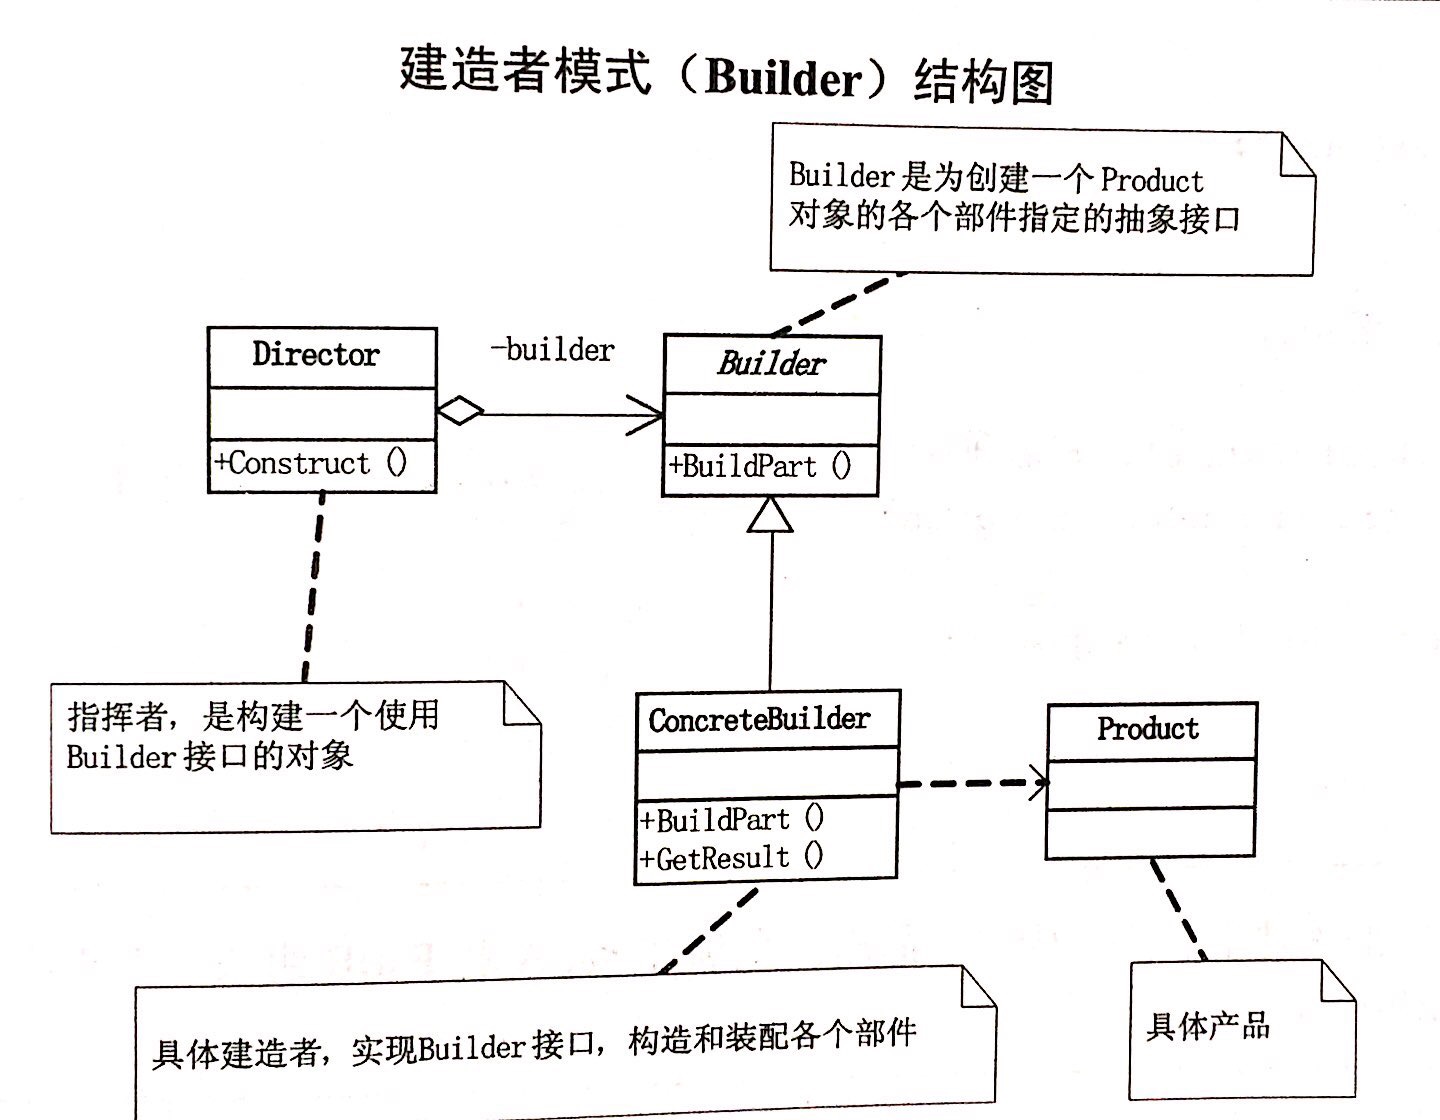 建造者模式（Builder）结构图
Builder是为创建一个Product
对象的各个部件指定的抽象接口
Director
-builder
Builder
+Construct ()
+BuildPart ()
指挥者，是构建一个使用
Builder接口的对象
ConcreteBuilder
Product
+BuildPart ()
+GetResult ()
具体建造者，实现Builder接口，构造和装配各个部件
具体产品